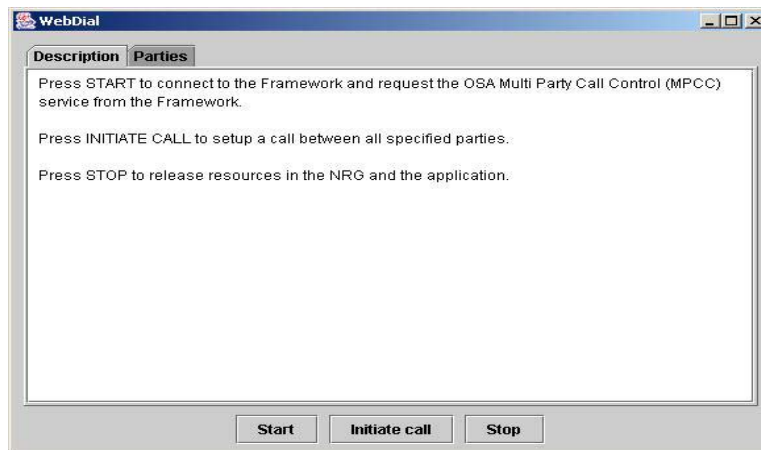 WebDial
Description Parties
Press START to connect to the Framework and request the OSA Multi Party Call Control (MPCC)
service from the Framework.
Press INITIATE CALL to setup a call between all specified parties.
Press STOP to release resources in the NRG and the application.
Start Initiate call Stop